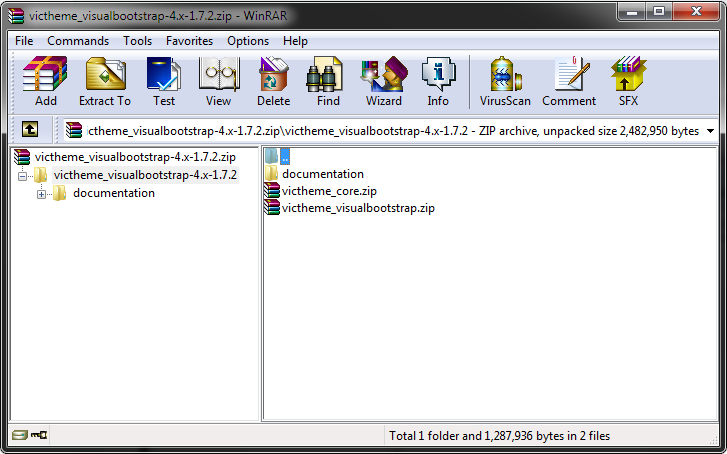 victheme_visualbootstrap-4.x-1.7.2.zip - WinRAR
File Commands Tools Favorites Options Help
Add Extract To Test View Delete Find Wizard Info VirusScan Comment SFX
ictheme_visualbootstrap-4.x-1.7.2.zip\victheme_visualbootstrap-4.x-1.7.2 - ZIP archive, unpacked size 2,482,950 bytes
victheme_visualbootstrap-4.x-1.7.2.zip
victheme_visualbootstrap-4.x-1.7.2
documentation
..
documentation
victheme_core.zip
victheme_visualbootstrap.zip
Total 1 folder and 1,287,936 bytes in 2 files